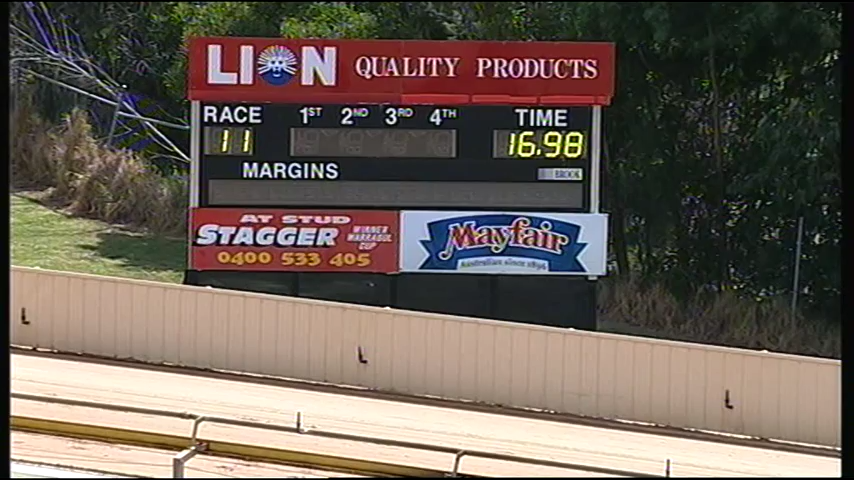 LION QUALITY PRODUCTS
RACE 1ST 2ND 3RD 4TH TIME
11 16.98
MARGINS
BROOK
AT STUD
STAGGER
WINNER
WARRAGUL
CUP
0400 533 405
Mayfair
Australian since 1896